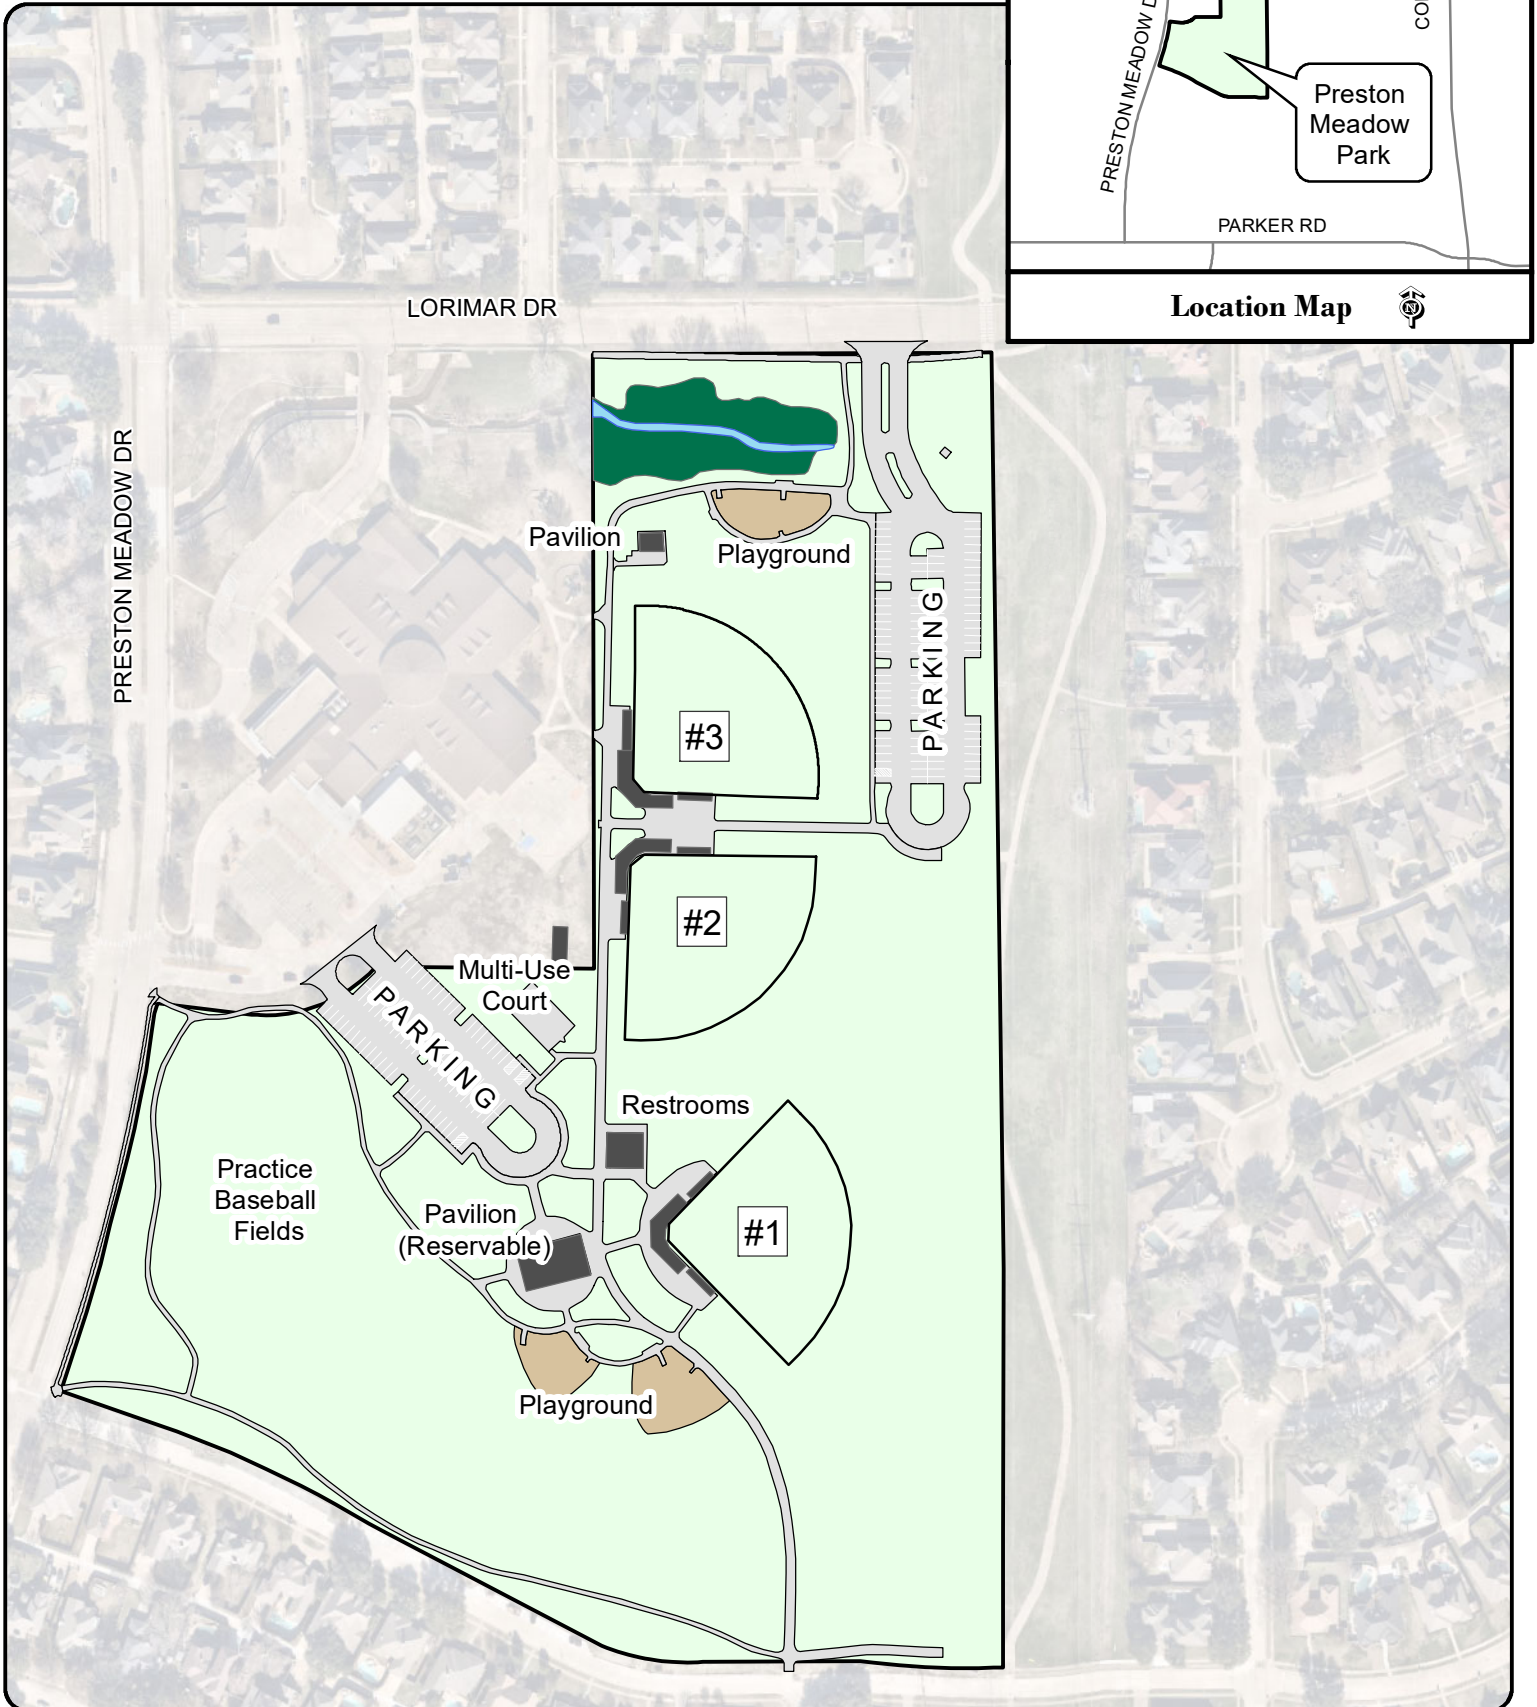 PRESTON MEADOW D
CO
Preston
Meadow
Park
PARKER RD
Location Map
N
LORIMAR DR
PRESTON MEADOW DR
Pavilion
Playground
PARKING
#3
#2
Multi-Use
Court
PARKING
Restrooms
Practice
Baseball
Fields
Pavilion
(Reservable)
#1
Playground